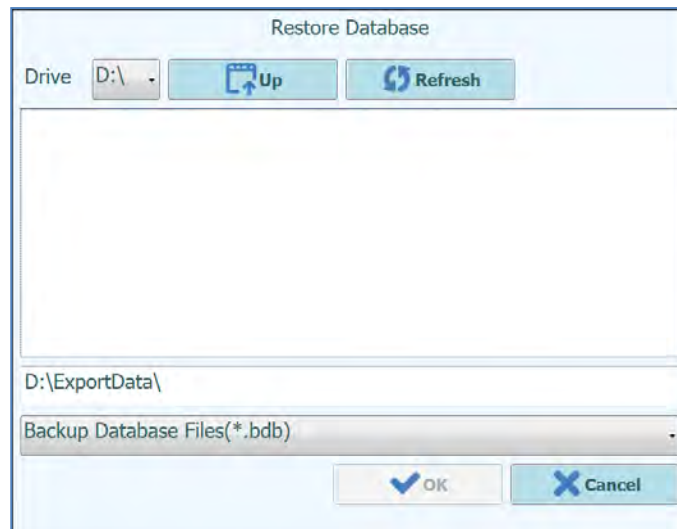 Restore Database
Drive D:\ Up Refresh
D:\ExportData\
Backup Database Files(*.bdb)
OK Cancel